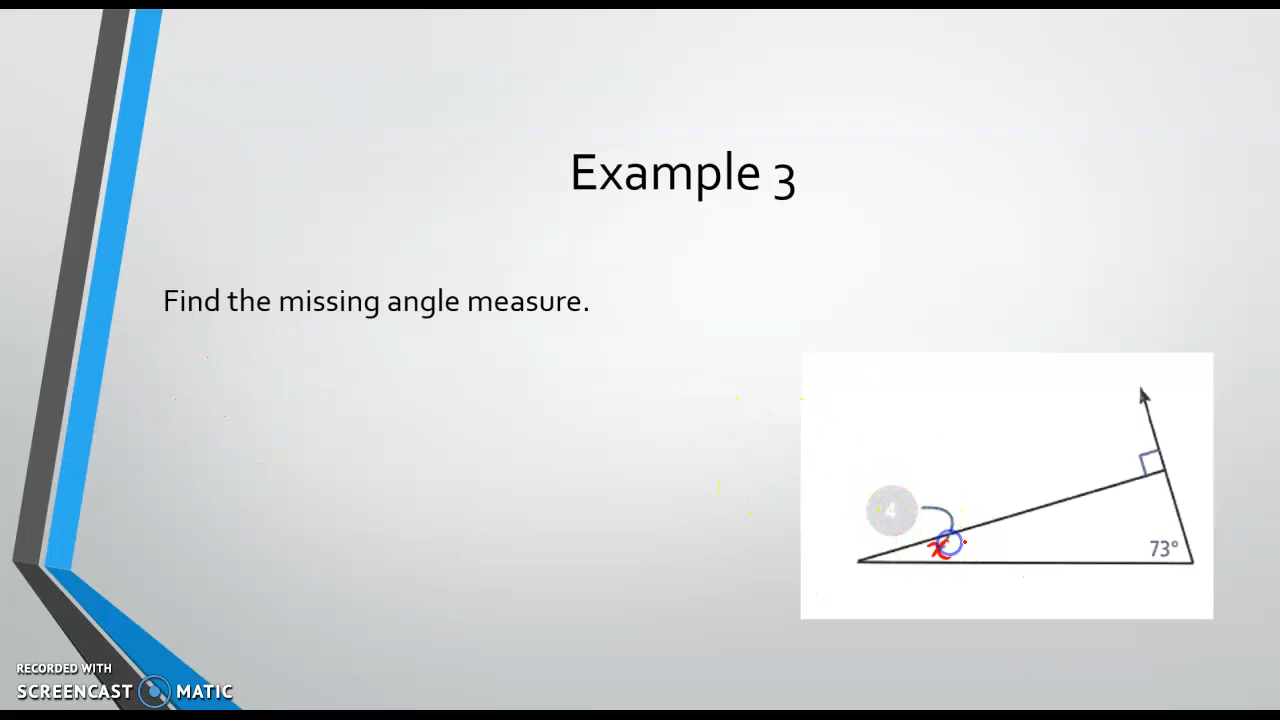 Example 3
Find the missing angle measure.
4
x
73°
RECORDED WITH
SCREENCAST MATIC